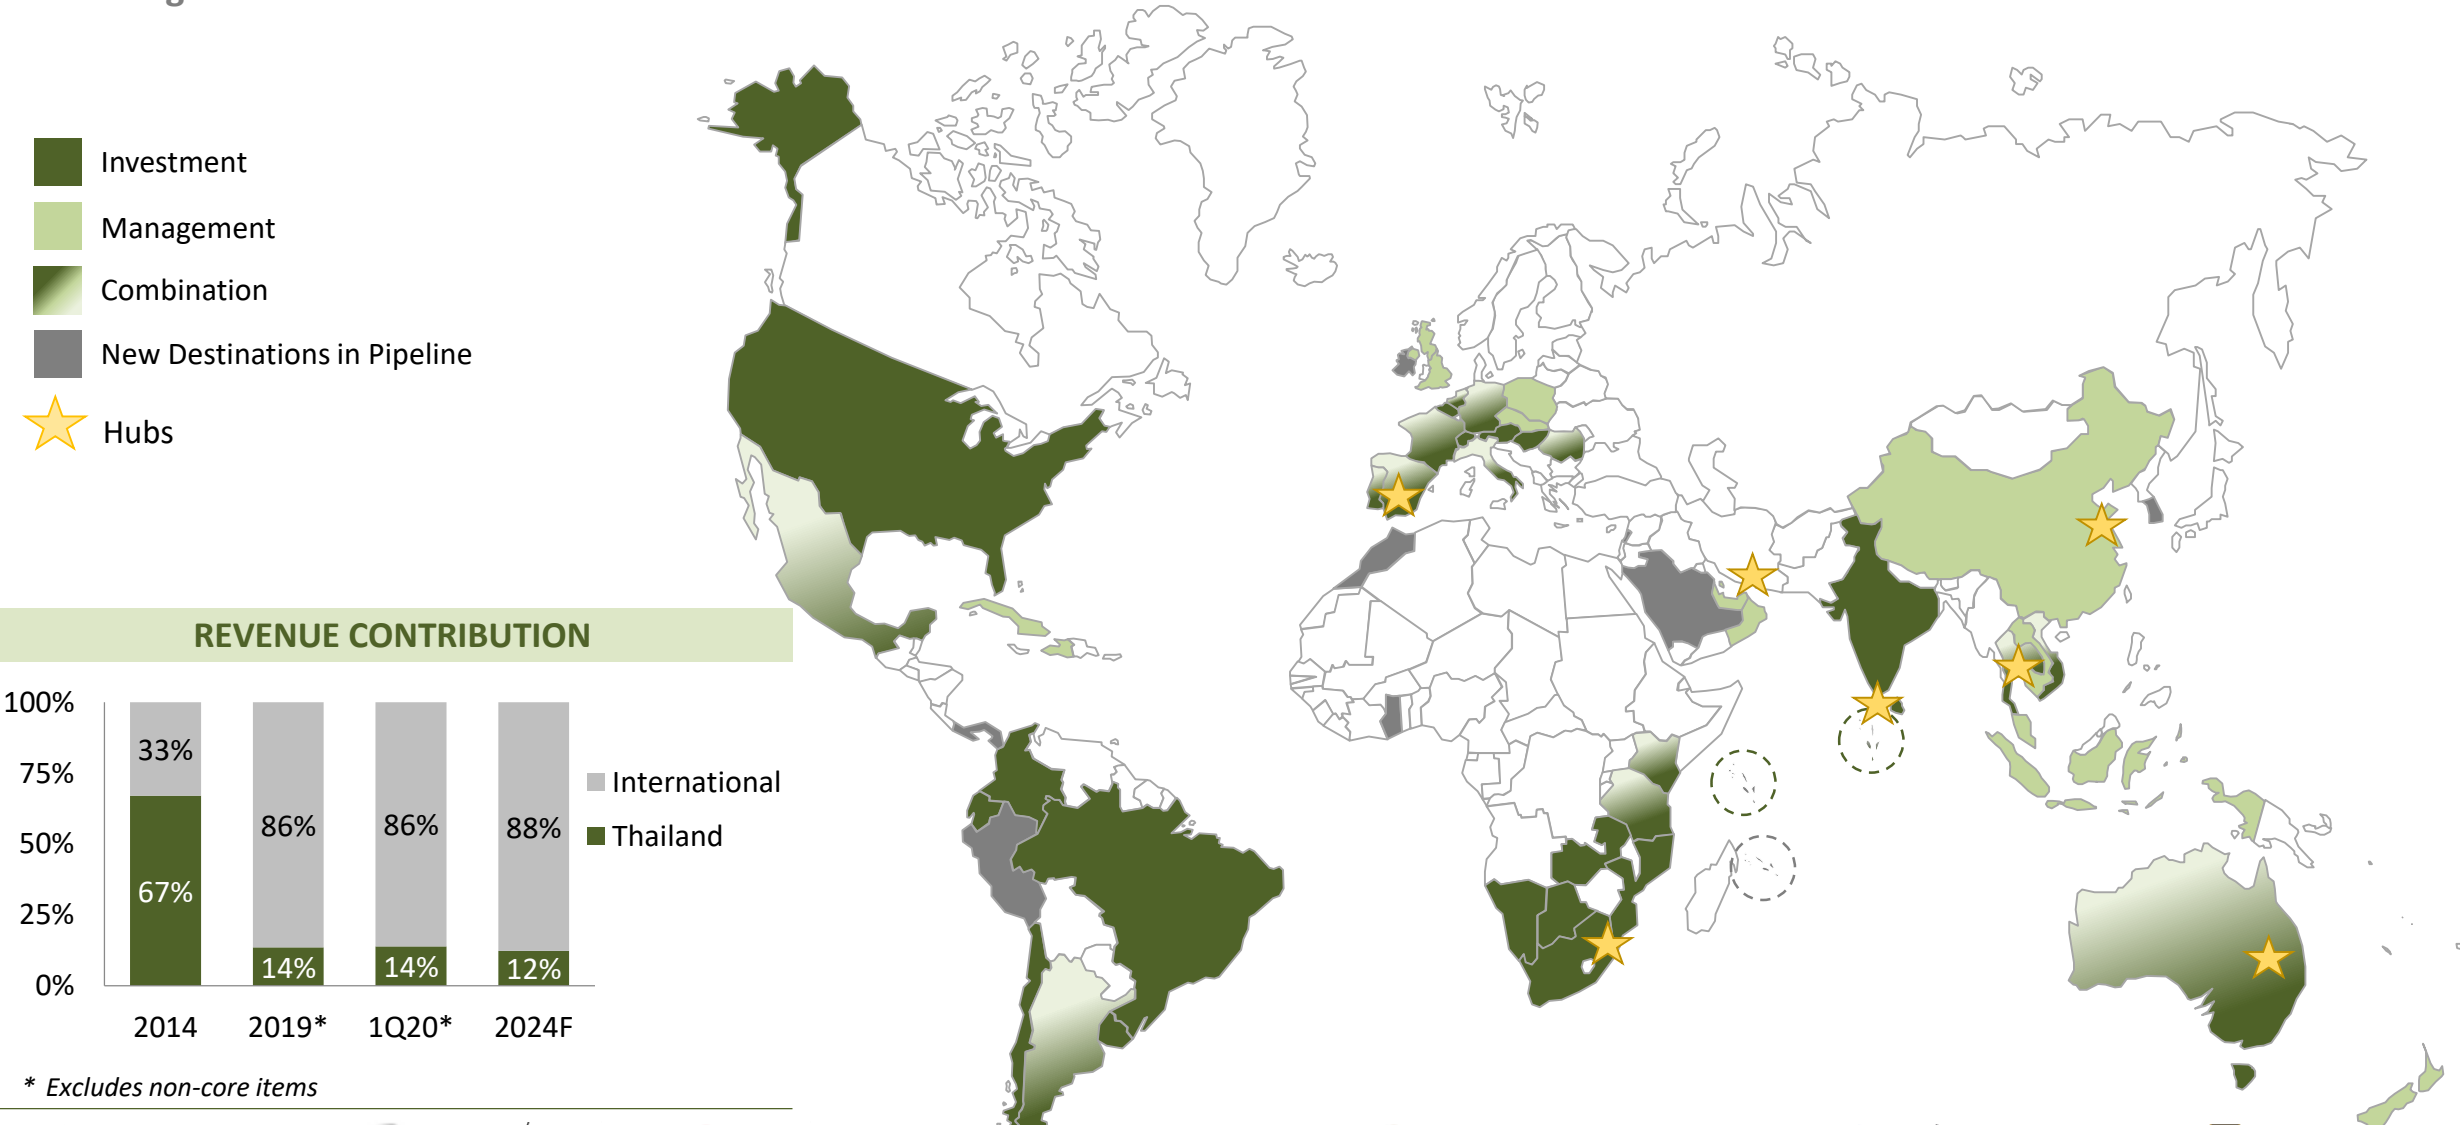 Investment
Management
Combination
New Destinations in Pipeline
Hubs
REVENUE CONTRIBUTION
100%
75%
50%
25%
0%
33%
67%
86%
14%
86%
14%
88%
12%
2014
2019*
1Q20*
2024F
International
Thailand
* Excludes non-core items